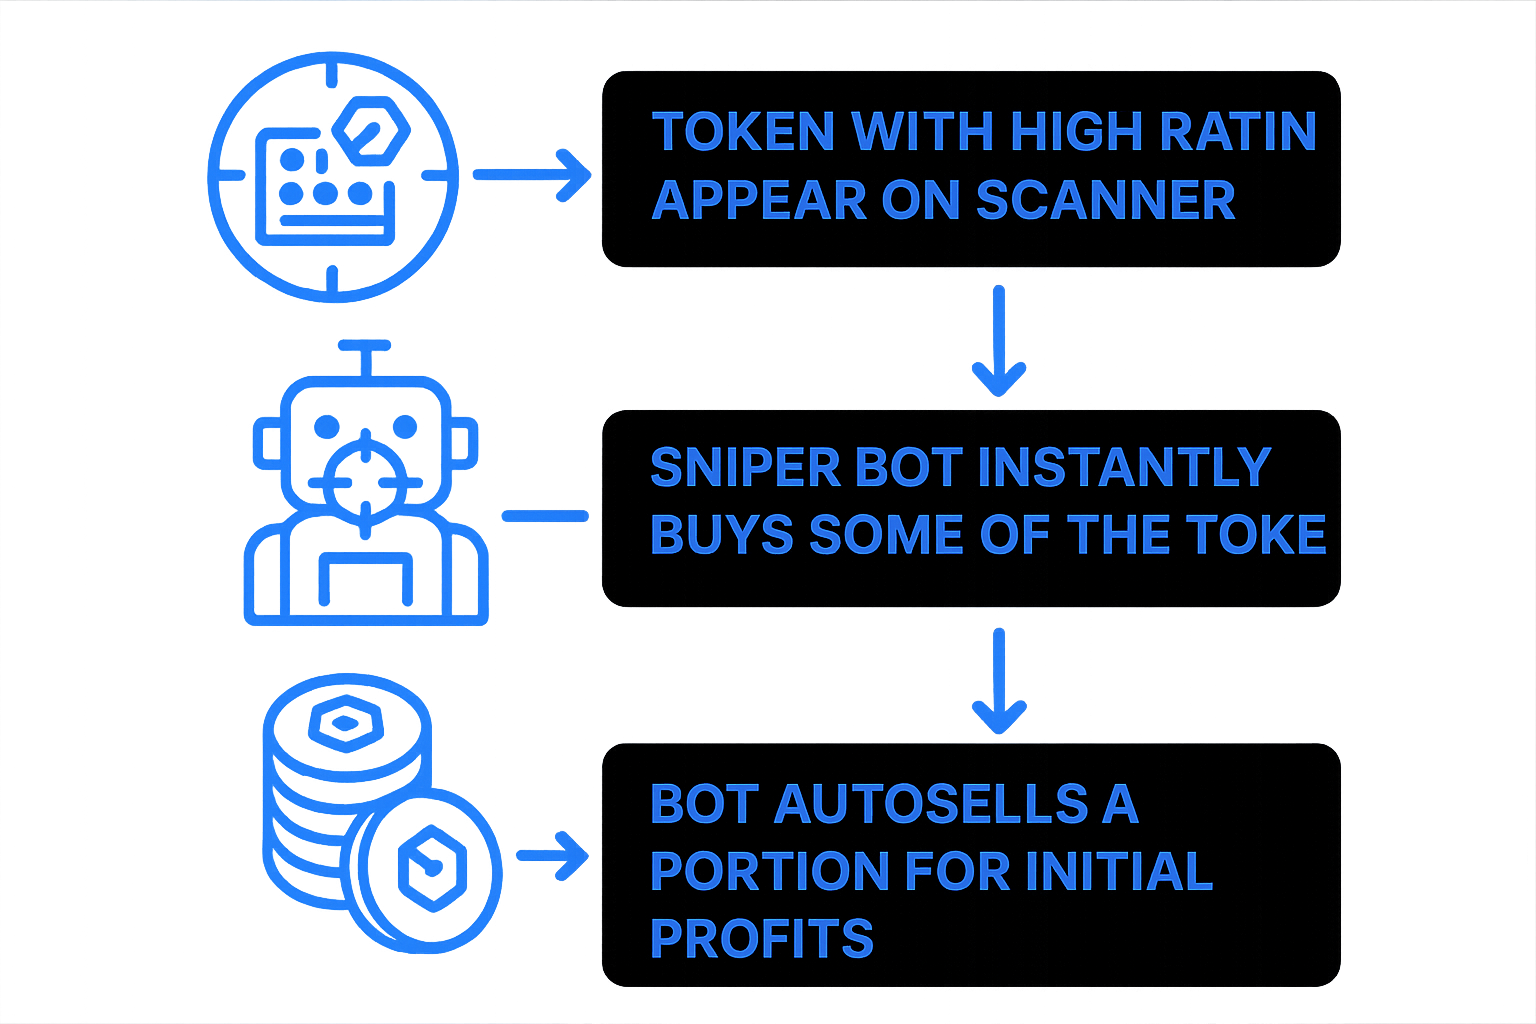 TOKEN WITH HIGH RATIN
APPEAR ON SCANNER
SNIPER BOT INSTANTLY
BUYS SOME OF THE TOKE
BOT AUTOSELLS A
PORTION FOR INITIAL
PROFITS